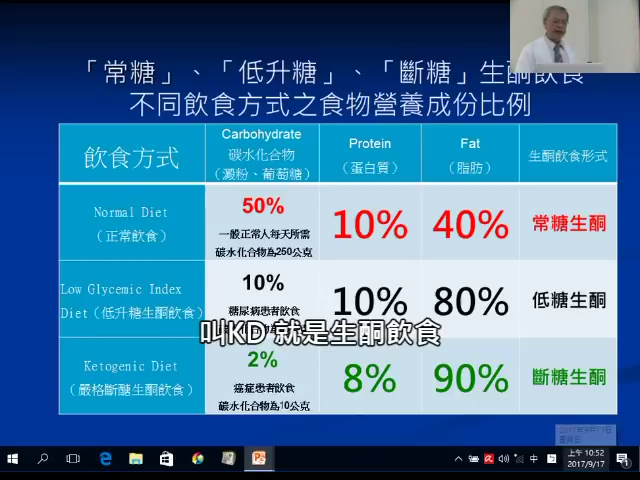 「常糖」、「低升糖」、「斷糖」生酮飲食
不同飲食方式之食物營養成份比例
飲食方式
Carbohydrate
碳水化合物
（澱粉、葡萄糖）
Protein
（蛋白質）
Fat
（脂肪）
生酮飲食形式
Normal Diet
（正常飲食）
50%
一般正常人每天所需
碳水化合物為250公克
10%
40%
常糖生酮
Low Glycemic Index
Diet（低升糖生酮飲食）
10%
糖尿病患者飲食
10%
80%
低糖生酮
叫KD 就是生酮飲食
Ketogenic Diet
（嚴格斷醣生酮飲食）
2%
癌症患者飲食
碳水化合物為10公克
8%
90%
斷糖生酮
中
上午 10:52
2017/9/17